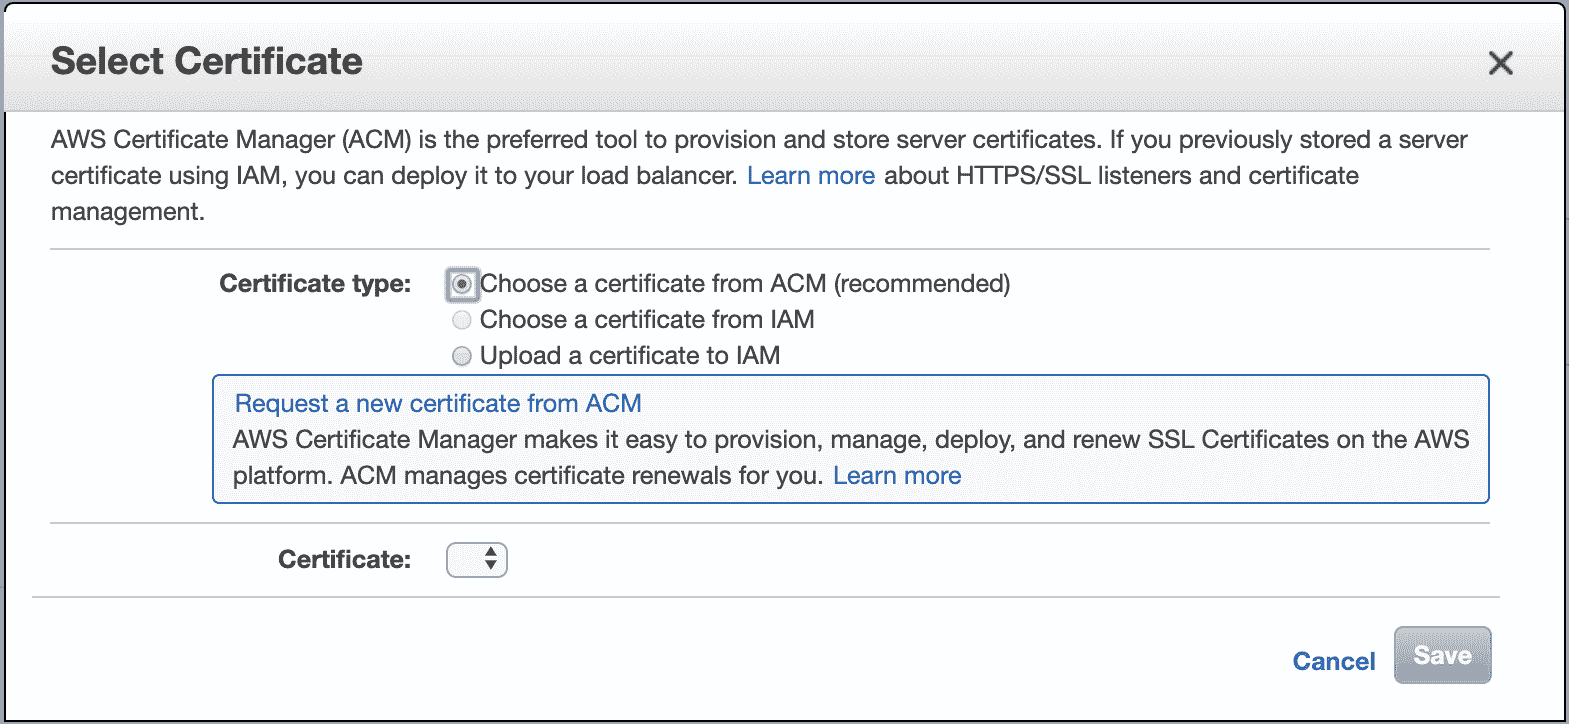 Select Certificate
AWS Certificate Manager (ACM) is the preferred tool to provision and store server certificates. If you previously stored a server
certificate using IAM, you can deploy it to your load balancer. Learn more about HTTPS/SSL listeners and certificate
management.
Certificate type: Choose a certificate from ACM (recommended)
Choose a certificate from IAM
Upload a certificate to IAM
Request a new certificate from ACM
AWS Certificate Manager makes it easy to provision, manage, deploy, and renew SSL Certificates on the AWS
platform. ACM manages certificate renewals for you. Learn more
Certificate:
Cancel Save